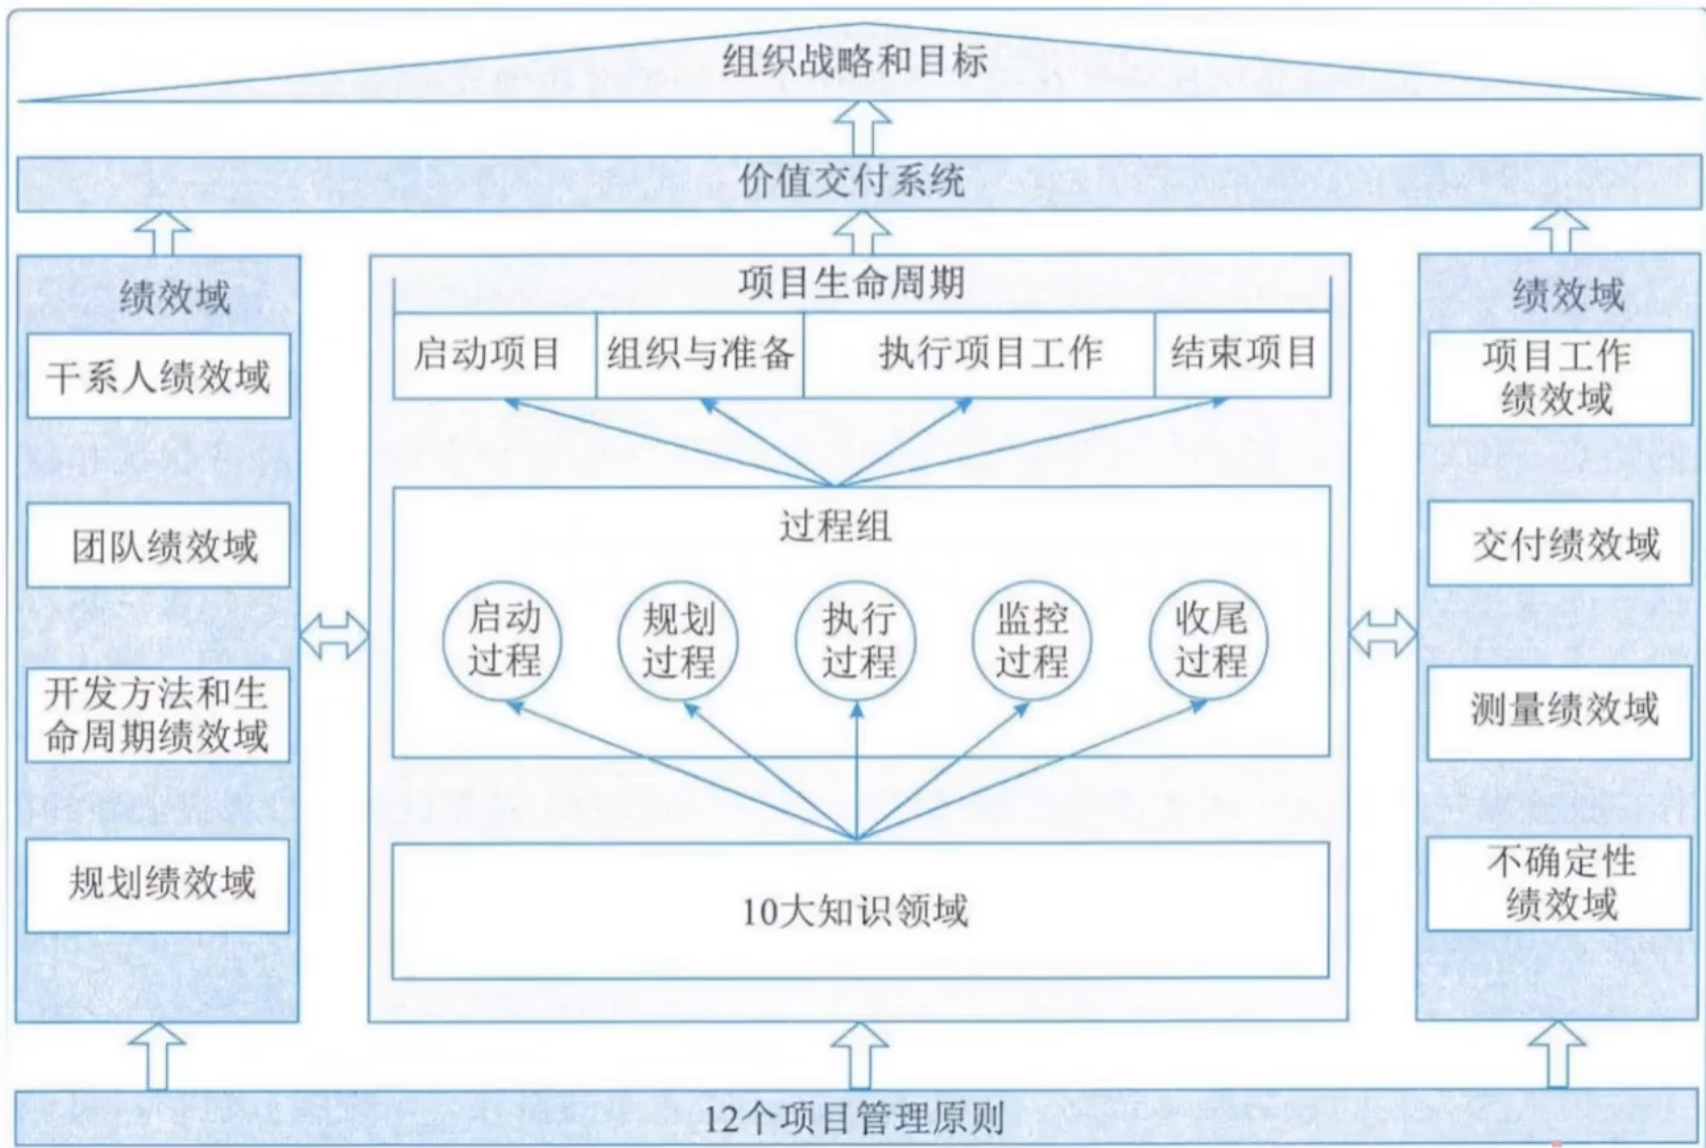 组织战略和目标
价值交付系统
绩效域
干系人绩效域
团队绩效域
开发方法和生
命周期绩效域
规划绩效域
项目生命周期
启动项目
组织与准备
执行项目工作
结束项目
过程组
启动
过程
规划
过程
执行
过程
监控
过程
收尾
过程
10大知识领域
绩效域
项目工作
绩效域
交付绩效域
测量绩效域
不确定性
绩效域
12个项目管理原则